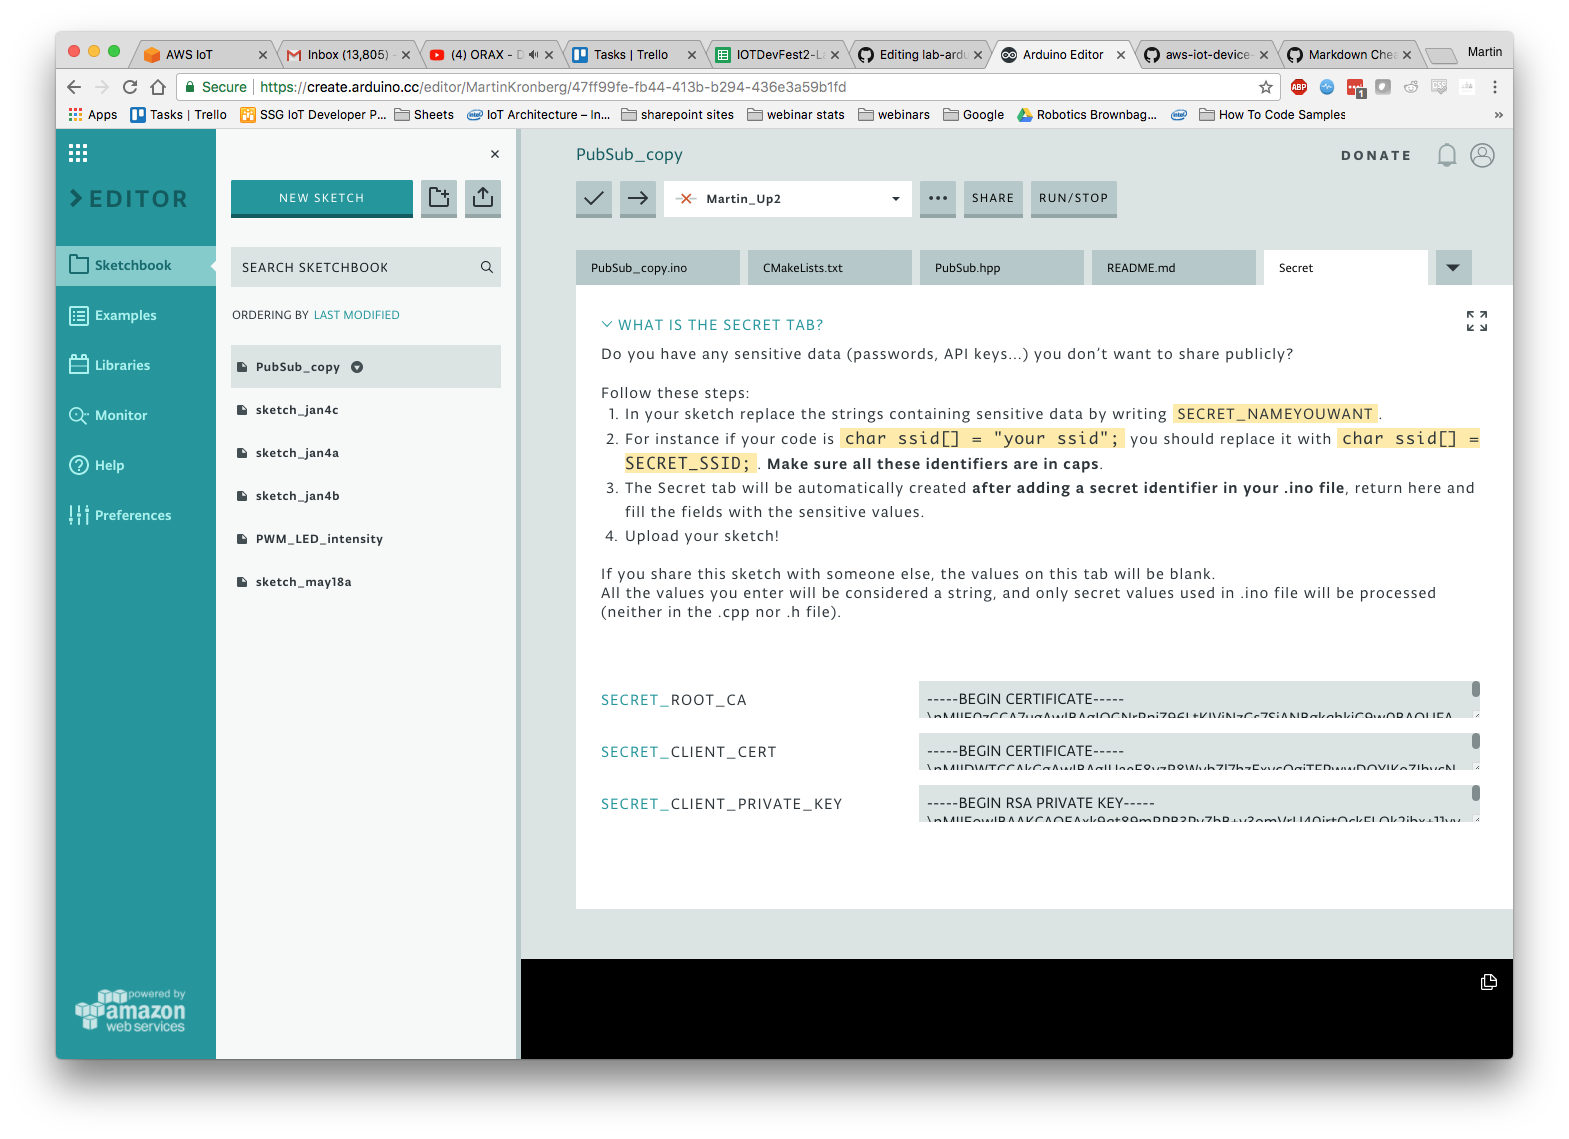 AWS IoT
Inbox (13,805)
(4) ORAX - D
Tasks | Trello
IOTDevFest2-La
Editing lab-ardu
Arduino Editor
aws-iot-device-
Markdown Chea
Martin
Secure
https://create.arduino.cc/editor/MartinKronberg/47ff99fe-fb44-413b-b294-436e3a59b1fd
ABP
1
CSS
Apps
Tasks | Trello
SSG IoT Developer P...
Sheets
IoT Architecture – In...
sharepoint sites
webinar stats
webinars
Google
Robotics Brownbag...
How To Code Samples
»
EDITOR
Sketchbook
Examples
Libraries
Monitor
Help
Preferences
powered by
amazon
web services
NEW SKETCH
SEARCH SKETCHBOOK
ORDERING BY LAST MODIFIED
PubSub_copy
sketch_jan4c
sketch_jan4a
sketch_jan4b
PWM_LED_intensity
sketch_may18a
PubSub_copy
DONATE
Martin_Up2
SHARE
RUN/STOP
PubSub_copy.ino
CMakeLists.txt
PubSub.hpp
README.md
Secret
WHAT IS THE SECRET TAB?
Do you have any sensitive data (passwords, API keys...) you don’t want to share publicly?
Follow these steps:
1. In your sketch replace the strings containing sensitive data by writing SECRET_NAMEYOUWANT .
2. For instance if your code is char ssid[] = "your ssid"; you should replace it with char ssid[] =
SECRET_SSID; . Make sure all these identifiers are in caps.
3. The Secret tab will be automatically created after adding a secret identifier in your .ino file, return here and
fill the fields with the sensitive values.
4. Upload your sketch!
If you share this sketch with someone else, the values on this tab will be blank.
All the values you enter will be considered a string, and only secret values used in .ino file will be processed
(neither in the .cpp nor .h file).
SECRET_ROOT_CA
-----BEGIN CERTIFICATE-----
SECRET_CLIENT_CERT
-----BEGIN CERTIFICATE-----
SECRET_CLIENT_PRIVATE_KEY
-----BEGIN RSA PRIVATE KEY-----